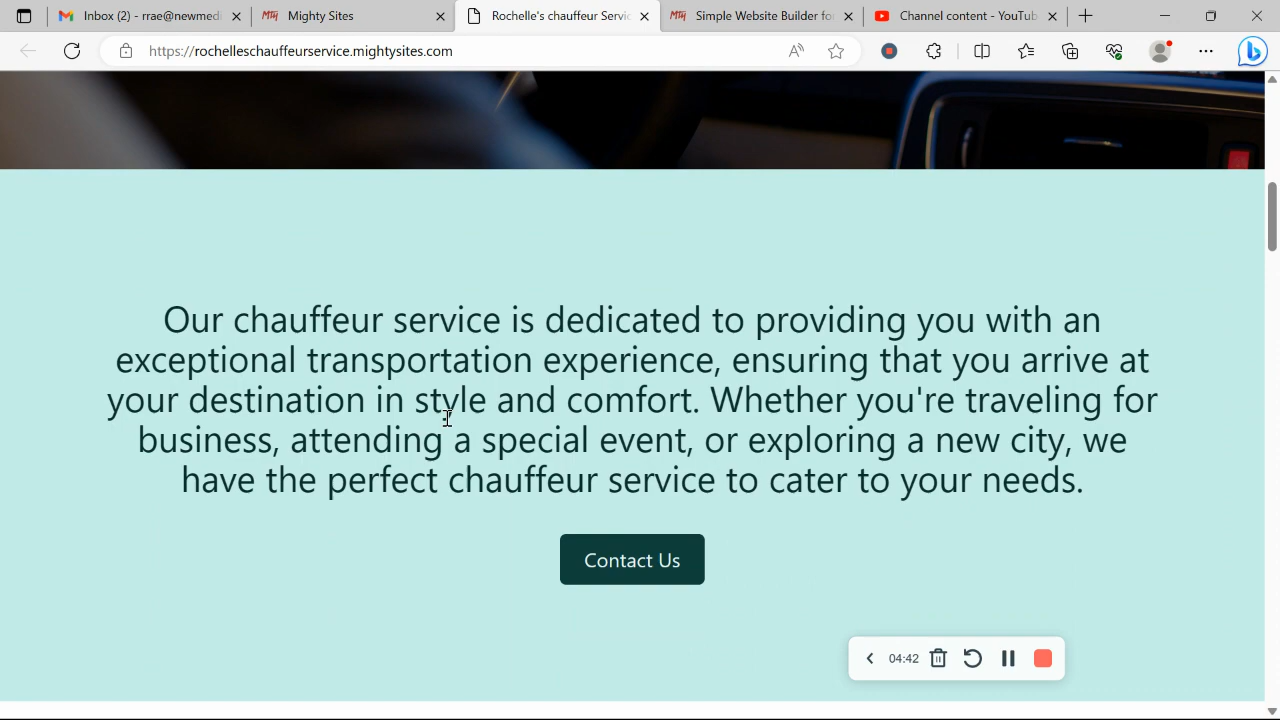 Inbox (2) - rrae@newmedi
Mighty Sites
Rochelle's chauffeur Servic
Simple Website Builder for
Channel content - YouTub
https://rochelleschauffeurservice.mightysites.com
Our chauffeur service is dedicated to providing you with an
exceptional transportation experience, ensuring that you arrive at
your destination in style and comfort. Whether you're traveling for
business, attending a special event, or exploring a new city, we
have the perfect chauffeur service to cater to your needs.
Contact Us
04:42